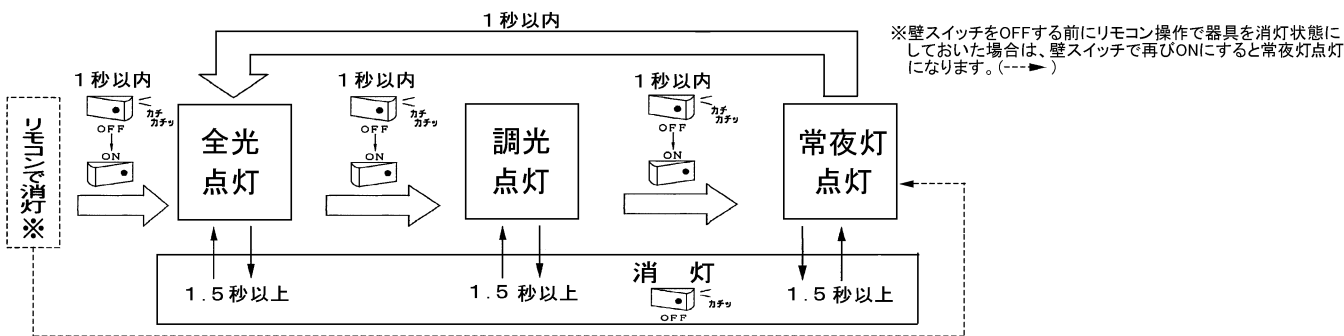 1秒以内
※壁スイッチをOFFする前にリモコン操作で器具を消灯状態に
しておいた場合は、壁スイッチで再びONにすると常夜灯点灯
になります。(---►)
リモコンで消灯※
1秒以内
カチ
カチッ
OFF
ON
全光
点灯
1秒以内
カチ
カチッ
OFF
ON
調光
点灯
1秒以内
カチ
カチッ
OFF
ON
常夜灯
点灯
1.5秒以上
1.5秒以上
消 灯
カチッ
OFF
1.5秒以上